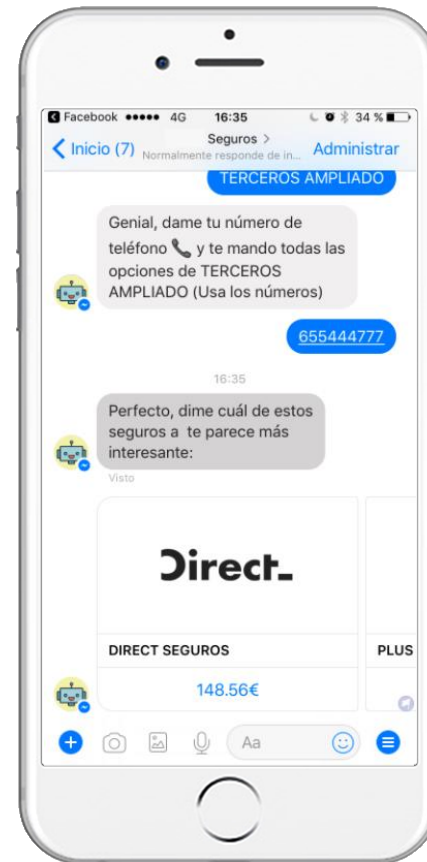 Facebook 4G 16:35 34 %
Inicio (7) Seguros > Administrar
Normalmente responde de in...
TERCEROS AMPLIADO
Genial, dame tu número de
teléfono 📞 y te mando todas las
opciones de TERCEROS
AMPLIADO (Usa los números)
655444777
16:35
Perfecto, dime cuál de estos
seguros a te parece más
interesante:
Visto
Direct_
DIRECT SEGUROS PLUS
148.56€
Aa